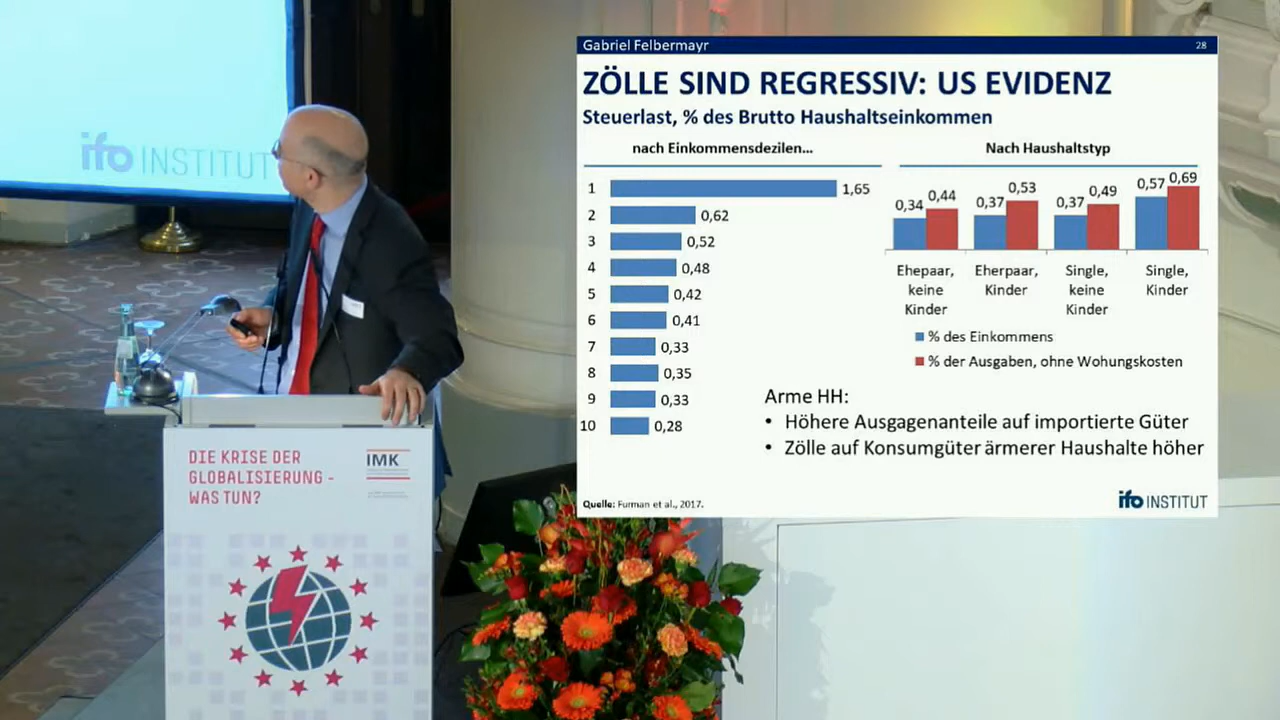 ifo INSTITUT
DIE KRISE DER
GLOBALISIERUNG -
WAS TUN?
IMK
Gabriel Felbermayr
28
ZÖLLE SIND REGRESSIV: US EVIDENZ
Steuerlast, % des Brutto Haushaltseinkommen
nach Einkommensdezilen…
1 1,65
2 0,62
3 0,52
4 0,48
5 0,42
6 0,41
7 0,33
8 0,35
9 0,33
10 0,28
Nach Haushaltstyp
0,34 0,44 0,37 0,53 0,37 0,49 0,57 0,69
Ehepaar, Eherpaar, Single, Single,
keine Kinder keine Kinder
Kinder Kinder
% des Einkommens
% der Ausgaben, ohne Wohungskosten
Arme HH:
• Höhere Ausgagenanteile auf importierte Güter
• Zölle auf Konsumgüter ärmerer Haushalte höher
Quelle: Furman et al., 2017.
ifo INSTITUT